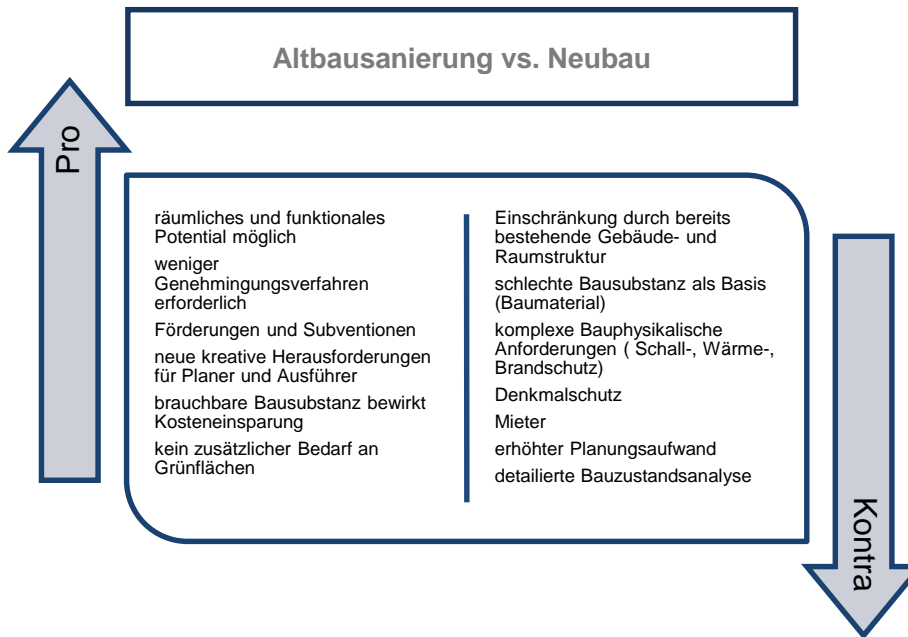 Altbausanierung vs. Neubau
Pro
räumliches und funktionales
Potential möglich
weniger
Genehmingungsverfahren
erforderlich
Förderungen und Subventionen
neue kreative Herausforderungen
für Planer und Ausführer
brauchbare Bausubstanz bewirkt
Kosteneinsparung
kein zusätzlicher Bedarf an
Grünflächen
Einschränkung durch bereits
bestehende Gebäude- und
Raumstruktur
schlechte Bausubstanz als Basis
(Baumaterial)
komplexe Bauphysikalische
Anforderungen ( Schall-, Wärme-,
Brandschutz)
Denkmalschutz
Mieter
erhöhter Planungsaufwand
detailierte Bauzustandsanalyse
Kontra